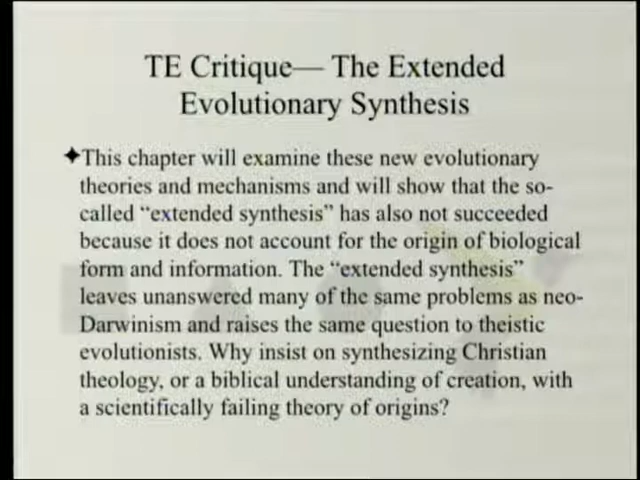 TE Critique— The Extended
Evolutionary Synthesis
✦This chapter will examine these new evolutionary
theories and mechanisms and will show that the so-
called “extended synthesis” has also not succeeded
because it does not account for the origin of biological
form and information. The “extended synthesis”
leaves unanswered many of the same problems as neo-
Darwinism and raises the same question to theistic
evolutionists. Why insist on synthesizing Christian
theology, or a biblical understanding of creation, with
a scientifically failing theory of origins?